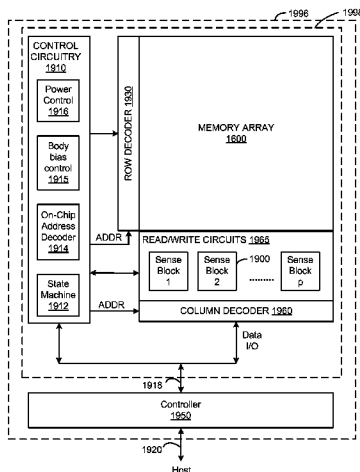 1996
1998
CONTROL
CIRCUITRY
1910
Power
Control
1916
Body
bias
control
1915
On-Chip
Address
Decoder
1914
State
Machine
1912
ADDR
ADDR
ROW DECODER 1930
MEMORY ARRAY
1600
READ/WRITE CIRCUITS 1965
1900
Sense
Block
1
Sense
Block
2
.........
Sense
Block
p
COLUMN DECODER 1960
Data
I/O
1918
Controller
1950
1920
Host